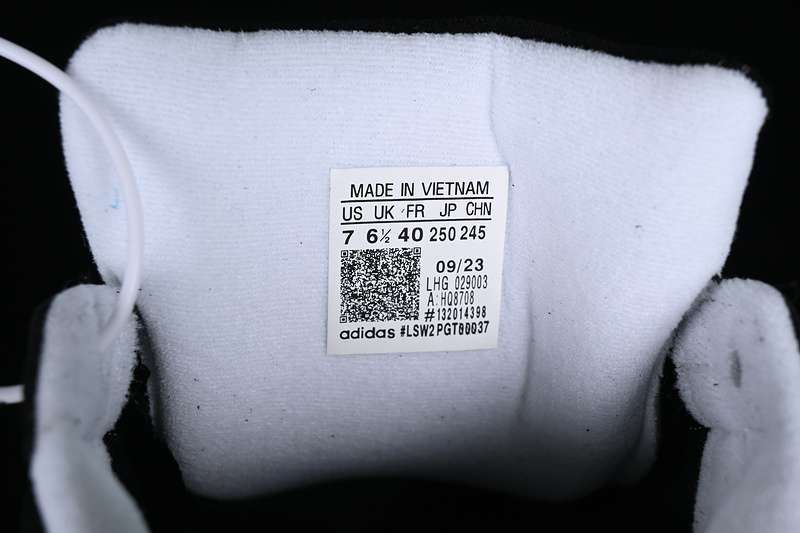 MADE IN VIETNAM
US UK FR JP CHN
7 6½ 40 250 245
09/23
LHG 029003
A: HQ8708
#132014398
adidas #LSW2PGT80037